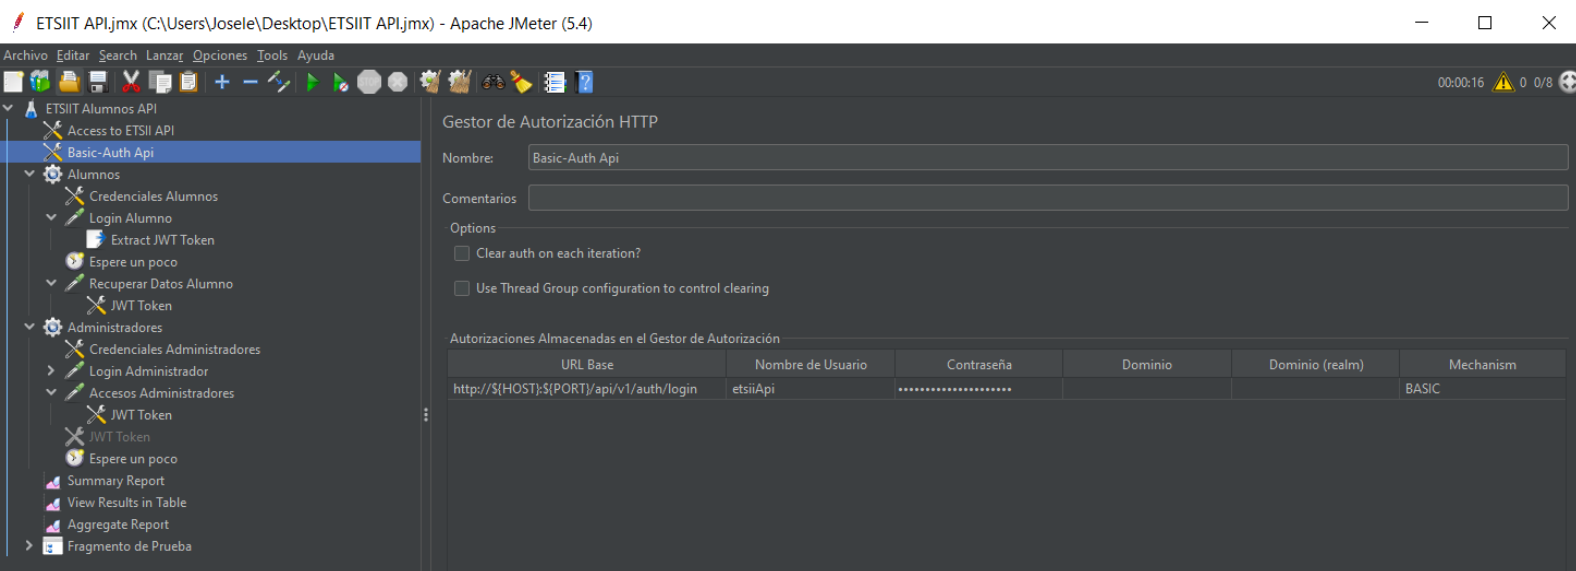 ETSIIT API.jmx (C:\Users\Josele\Desktop\ETSIIT API.jmx) - Apache JMeter (5.4)
Archivo Editar Search Lanzar Opciones Tools Ayuda
STOP 00:00:16 0 0/8
ETSIIT Alumnos API
Access to ETSII API
Basic-Auth Api
Alumnos
Credenciales Alumnos
Login Alumno
Extract JWT Token
Espere un poco
Recuperar Datos Alumno
JWT Token
Administradores
Credenciales Administradores
Login Administrador
Accesos Administradores
JWT Token
JWT Token
Espere un poco
Summary Report
View Results in Table
Aggregate Report
Fragmento de Prueba
Gestor de Autorización HTTP
Nombre: Basic-Auth Api
Comentarios
Options
Clear auth on each iteration?
Use Thread Group configuration to control clearing
Autorizaciones Almacenadas en el Gestor de Autorización
URL Base Nombre de Usuario Contraseña Dominio Dominio (realm) Mechanism
http://${HOST}:${PORT}/api/v1/auth/login etsiiApi ••••••••••••••••••••• BASIC